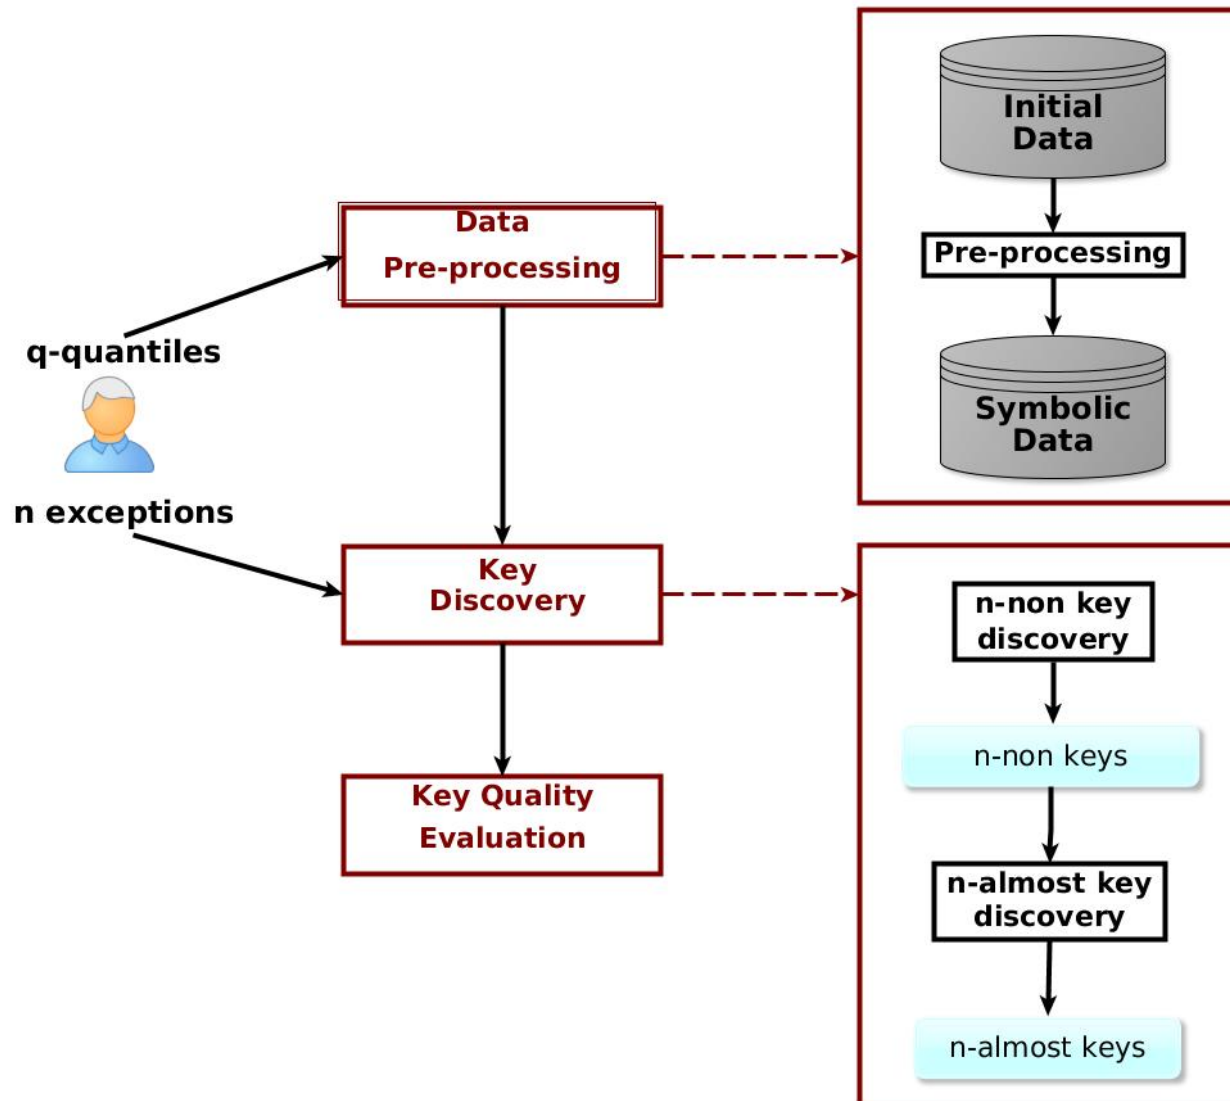 q-quantiles
n exceptions
Data
Pre-processing
Key
Discovery
Key Quality
Evaluation
Initial
Data
Pre-processing
Symbolic
Data
n-non key
discovery
n-non keys
n-almost key
discovery
n-almost keys